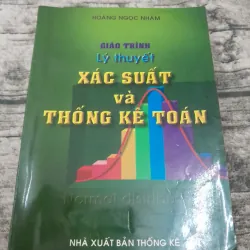 HOÀNG NGỌC NHẬM
GIÁO TRÌNH
Lý thuyết
XÁC SUẤT
và
THỐNG KÊ TOÁN
NHÀ XUẤT BẢN THỐNG KÊ